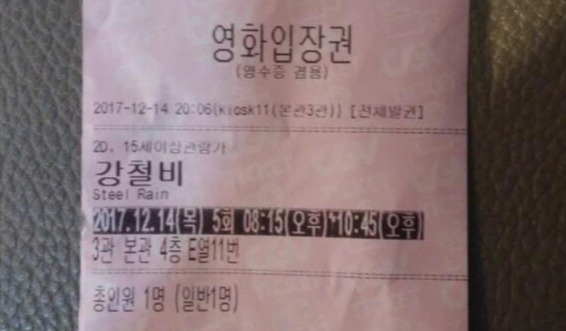 영화입장권
(영수증 겸용)
2017-12-14 20:06(kiosk11(본관3관)) [전체발권]
2D, 15세이상관람가
강철비
Steel Rain
2017.12.14(목) 5회 08:15(오후)~10:45(오후)
3관 본관 4층 E열11번
총인원 1명 (일반1명)